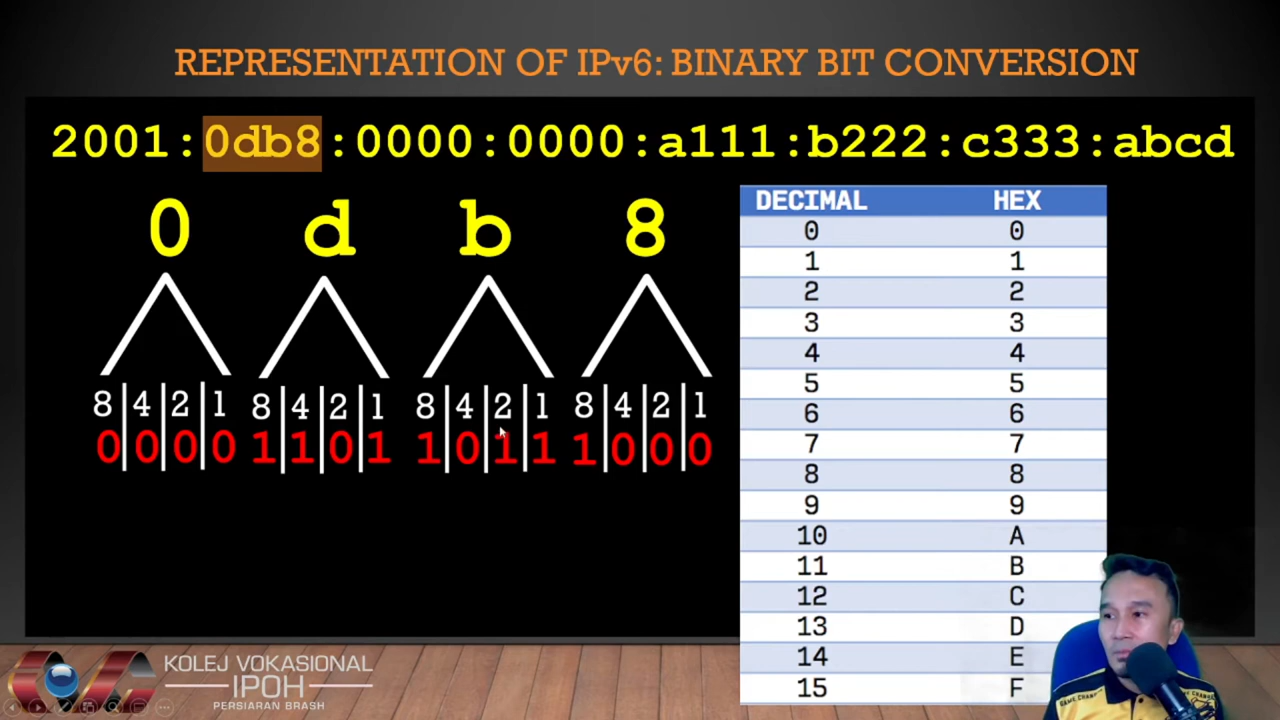 REPRESENTATION OF IPv6: BINARY BIT CONVERSION
2001:0db8:0000:0000:a111:b222:c333:abcd
0 d b 8
8 4 2 1 8 4 2 1 8 4 2 1 8 4 2 1
0 0 0 0 1 1 0 1 1 0 1 1 1 0 0 0
DECIMAL HEX
0 0
1 1
2 2
3 3
4 4
5 5
6 6
7 7
8 8
9 9
10 A
11 B
12 C
13 D
14 E
15 F
KOLEJ VOKASIONAL
IPOH
PERSIARAN BRASH